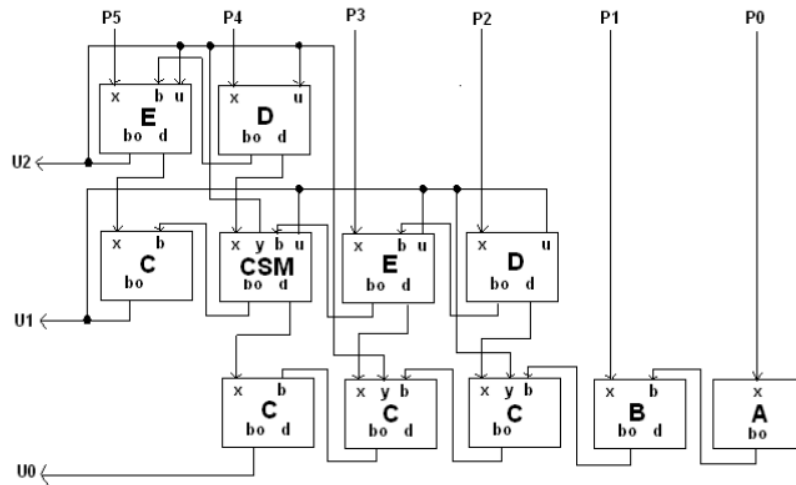 P5 P4 P3 P2 P1 P0
x b u x u
E D
bo d bo d
U2
x b x y b u x b u x u
C CSM E D
bo bo d bo d bo d
U1
x b x y b x y b x b x
C C C B A
bo d bo d bo bo d bo
U0